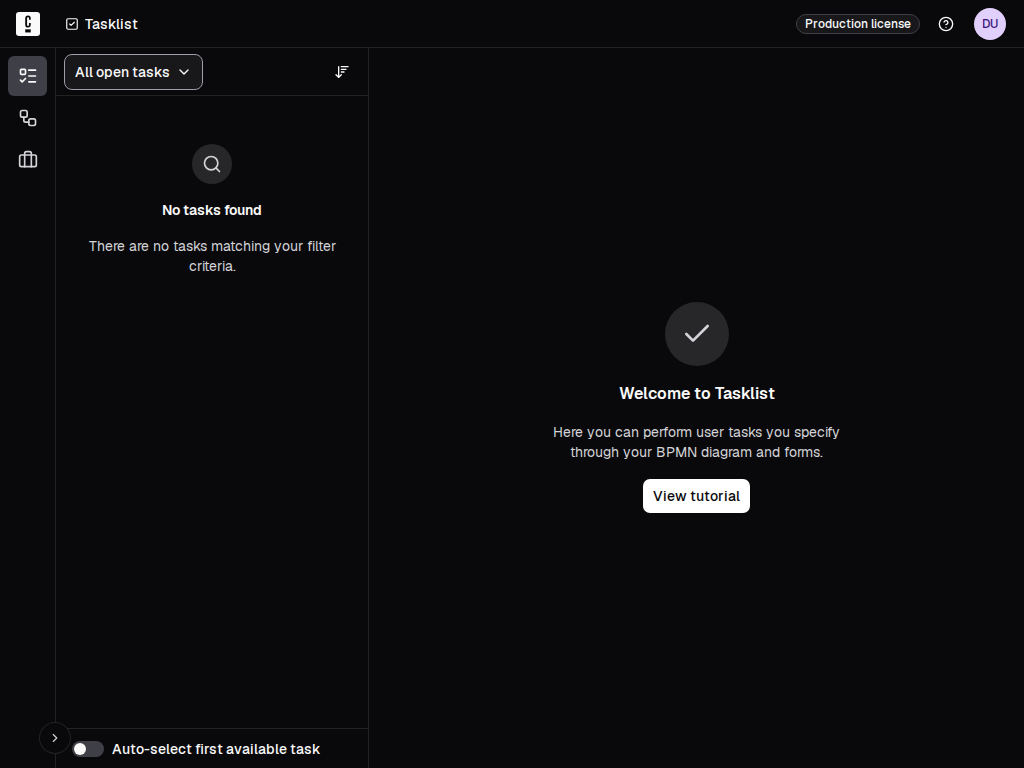 Tasklist
Production license
DU
All open tasks
No tasks found
There are no tasks matching your filter
criteria.
Welcome to Tasklist
Here you can perform user tasks you specify
through your BPMN diagram and forms.
View tutorial
Auto-select first available task